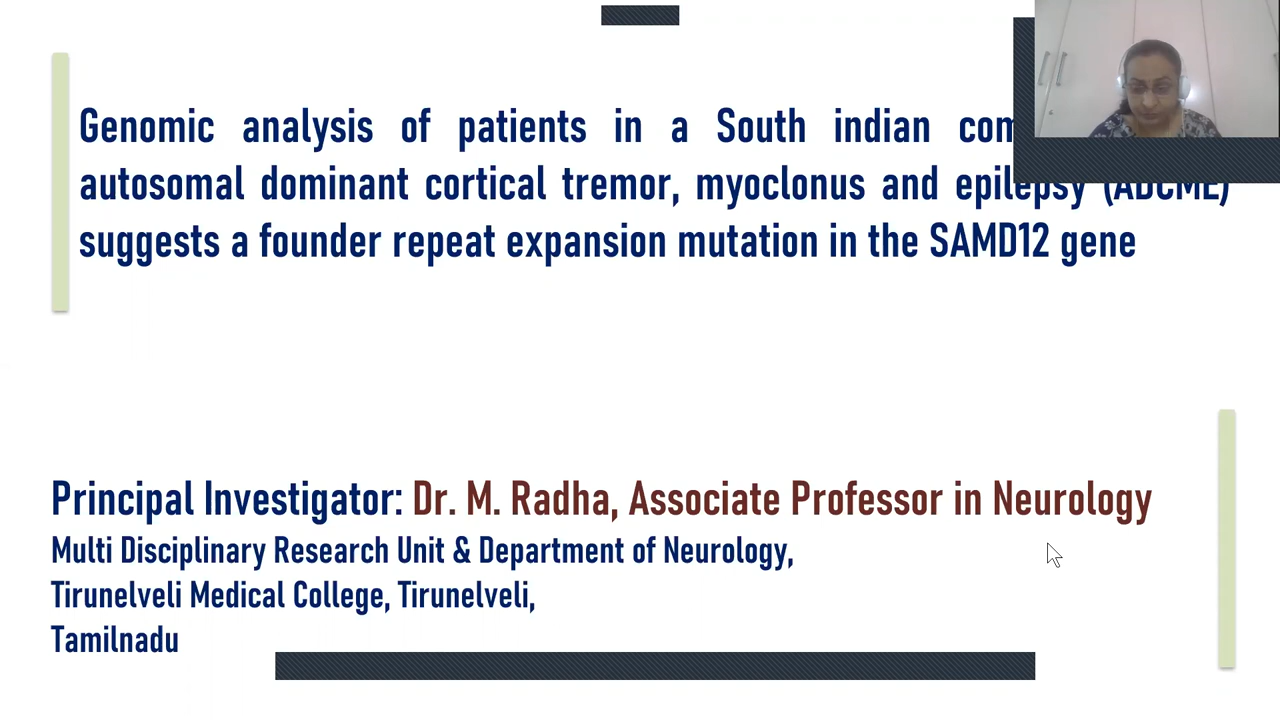 Genomic analysis of patients in a South indian
autosomal dominant cortical tremor, myoclonus and epilepsy (ADCME)
suggests a founder repeat expansion mutation in the SAMD12 gene
Principal Investigator: Dr. M. Radha, Associate Professor in Neurology
Multi Disciplinary Research Unit & Department of Neurology,
Tirunelveli Medical College, Tirunelveli,
Tamilnadu